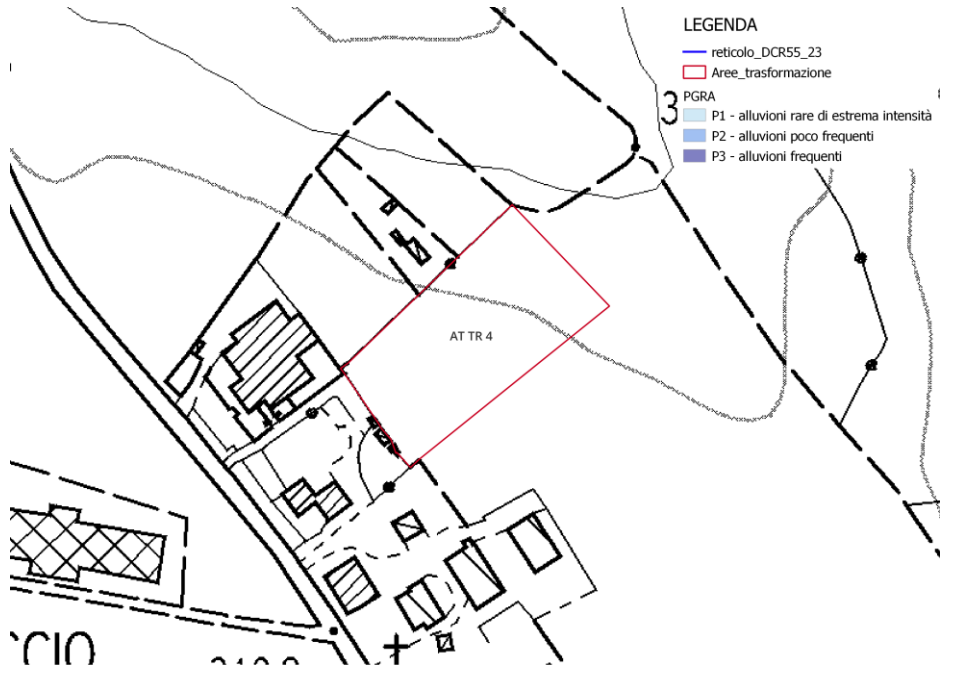 LEGENDA
reticolo_DCR55_23
Aree_trasformazione
PGRA
3
P1 - alluvioni rare di estrema intensità
P2 - alluvioni poco frequenti
P3 - alluvioni frequenti
AT TR 4
CCIO